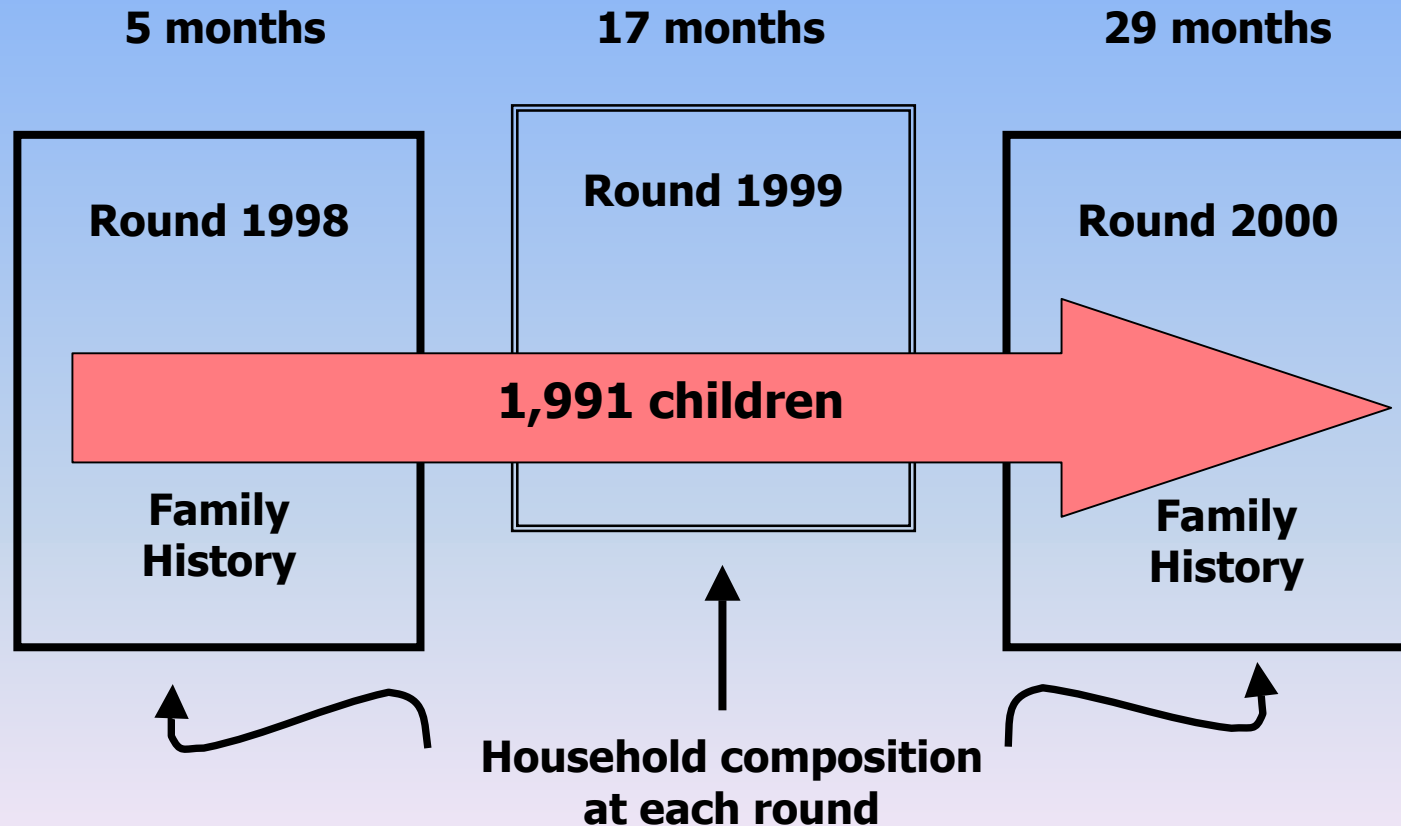 5 months
17 months
29 months
Round 1998
Round 1999
Round 2000
1,991 children
Family
History
Family
History
Household composition
at each round